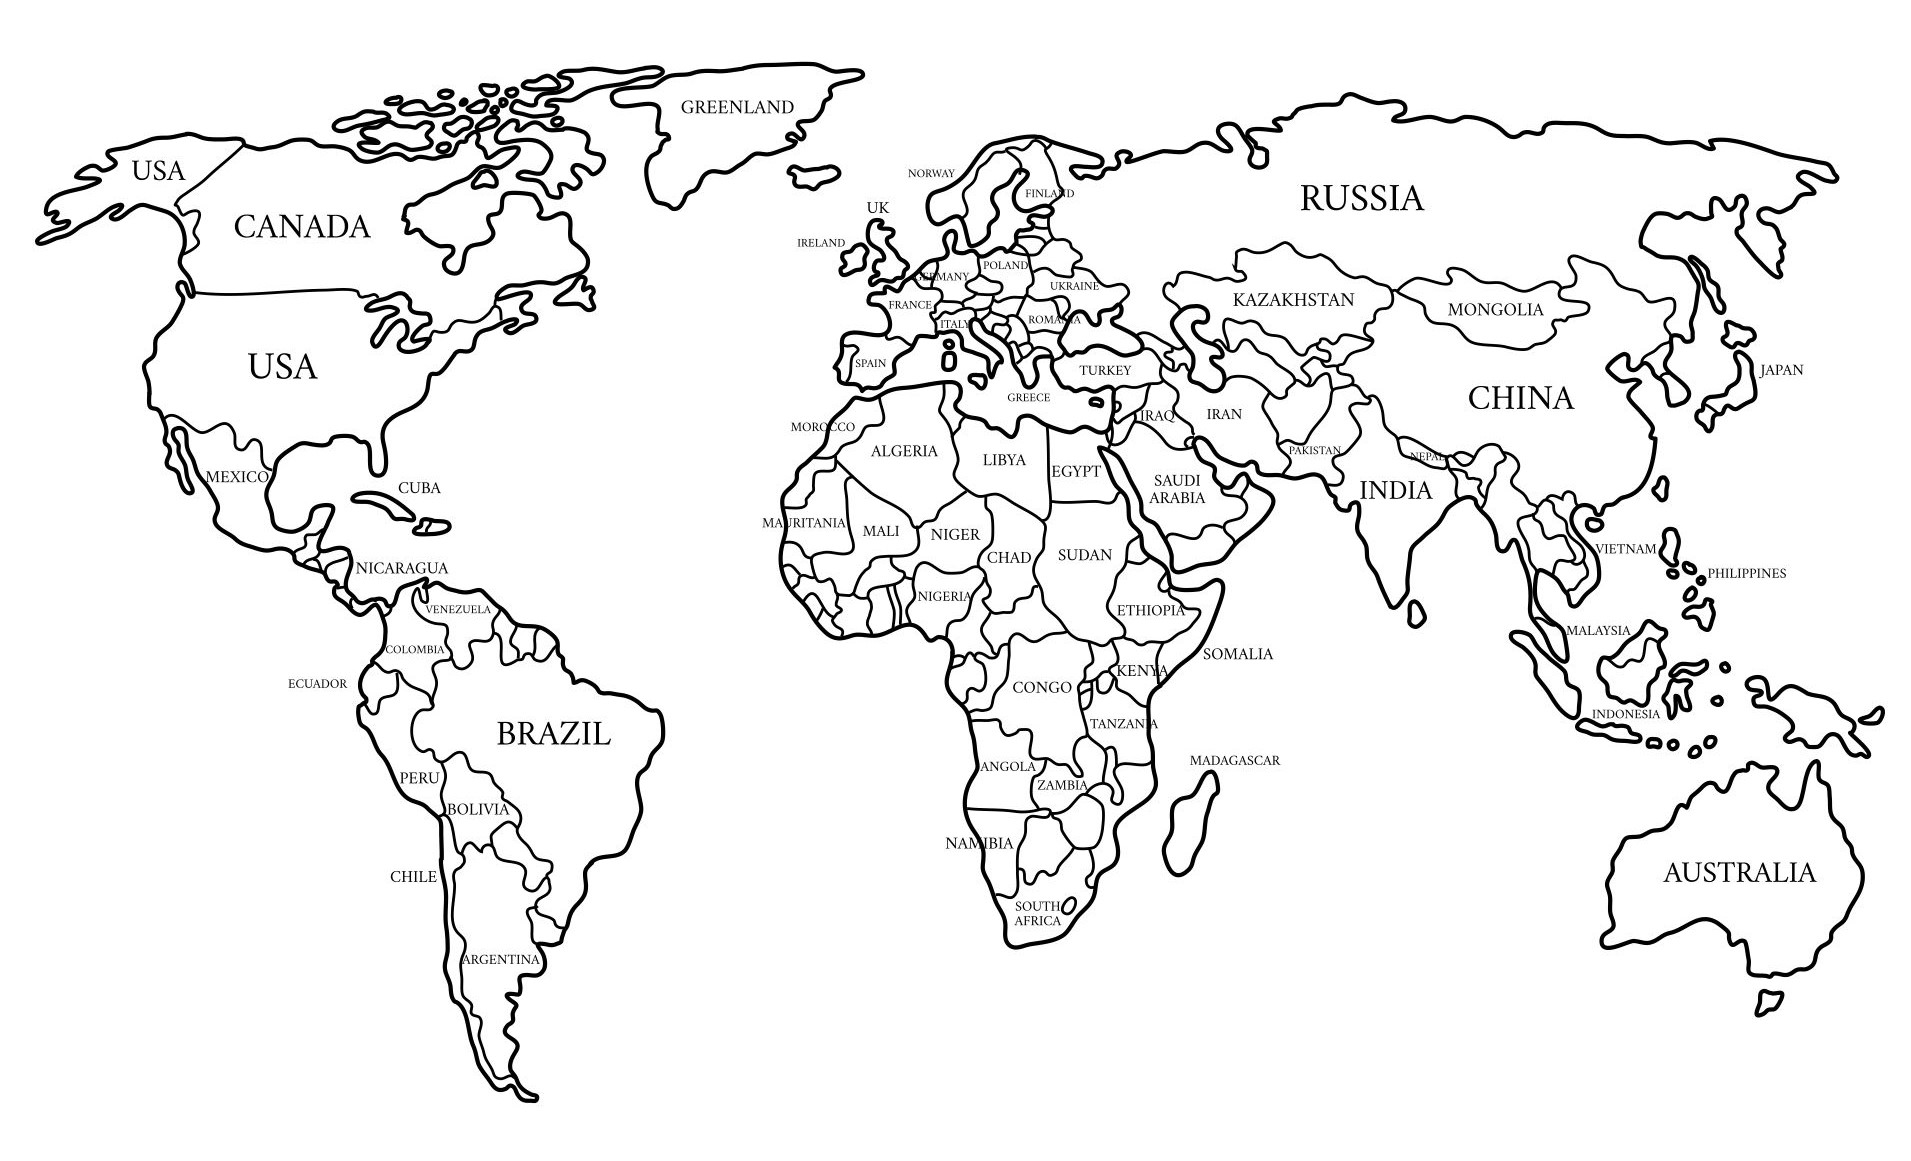 GREENLAND
USA
CANADA
USA
MEXICO
CUBA
NICARAGUA
VENEZUELA
COLOMBIA
ECUADOR
BRAZIL
PERU
BOLIVIA
CHILE
ARGENTINA
NORWAY
FINLAND
UK
IRELAND
GERMANY
POLAND
UKRAINE
FRANCE
ITALY
ROMANIA
SPAIN
TURKEY
GREECE
RUSSIA
KAZAKHSTAN
MONGOLIA
CHINA
JAPAN
IRAQ
IRAN
PAKISTAN
NEPAL
INDIA
SAUDI
ARABIA
MOROCCO
ALGERIA
LIBYA
EGYPT
MAURITANIA
MALI
NIGER
CHAD
SUDAN
NIGERIA
ETHIOPIA
SOMALIA
KENYA
CONGO
TANZANIA
ANGOLA
ZAMBIA
MADAGASCAR
NAMIBIA
SOUTH
AFRICA
VIETNAM
PHILIPPINES
MALAYSIA
INDONESIA
AUSTRALIA